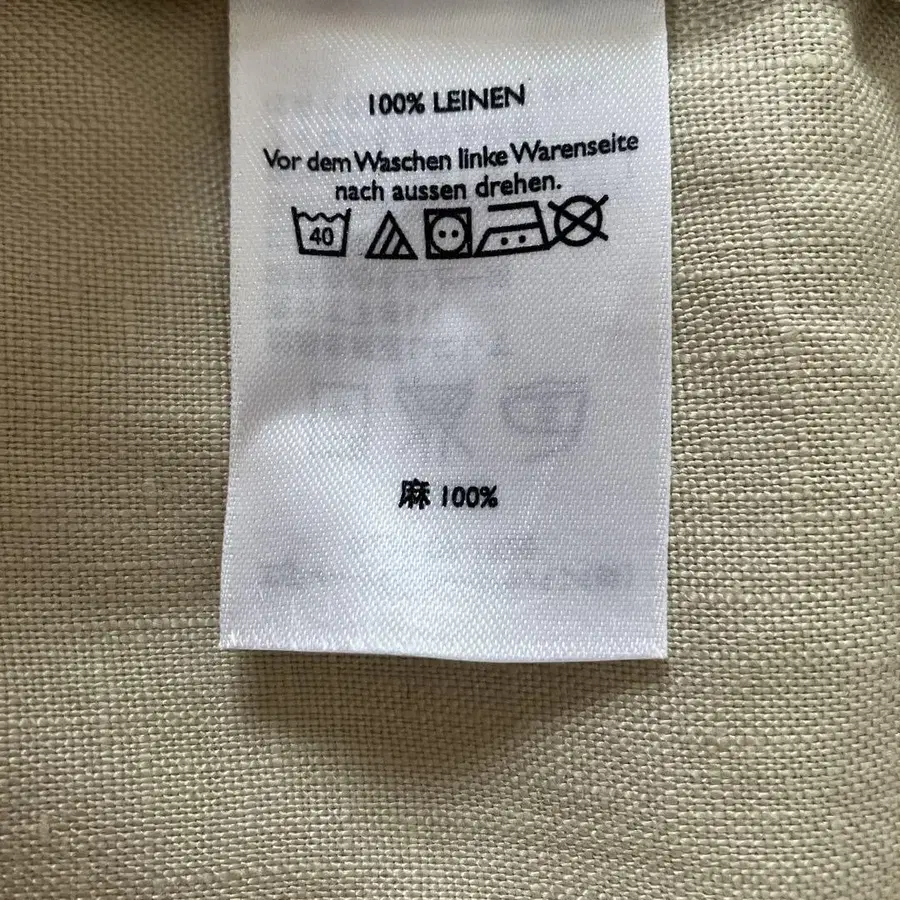 100% LEINEN
Vor dem Waschen linke Warenseite
nach aussen drehen.
40
麻 100%